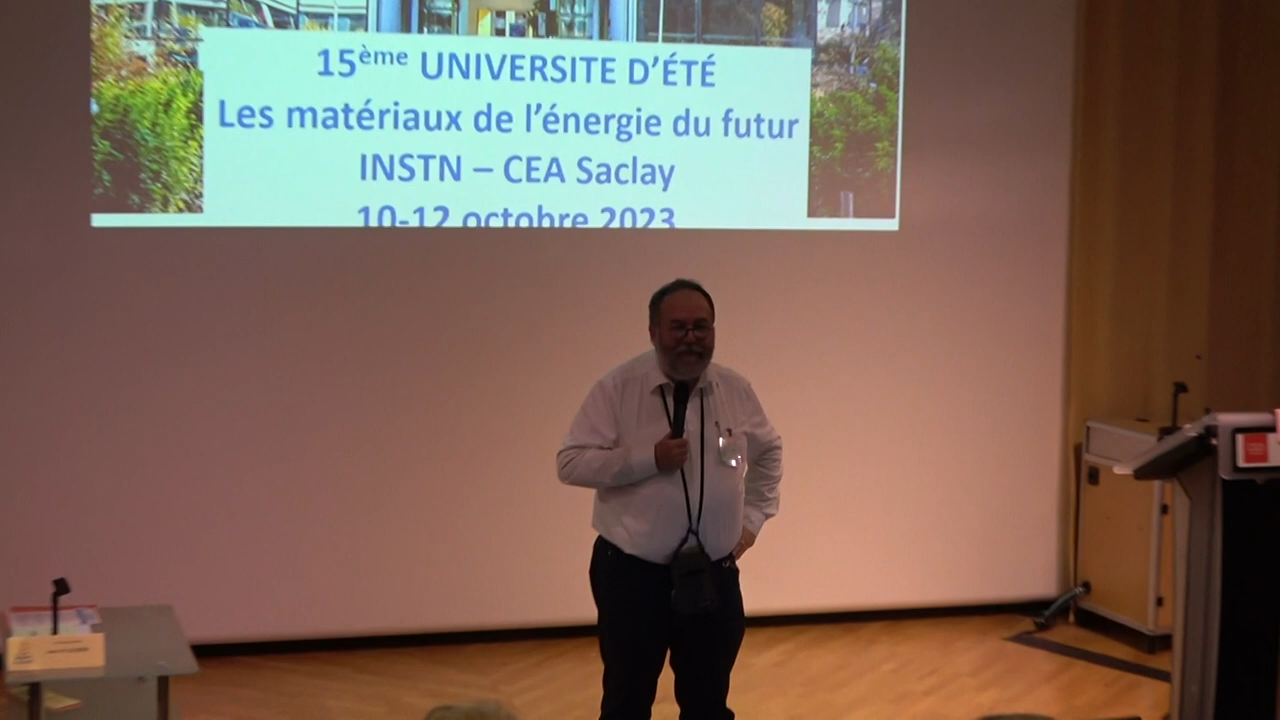 15ème UNIVERSITE D'ÉTÉ
Les matériaux de l'énergie du futur
INSTN – CEA Saclay
10-12 octobre 2023